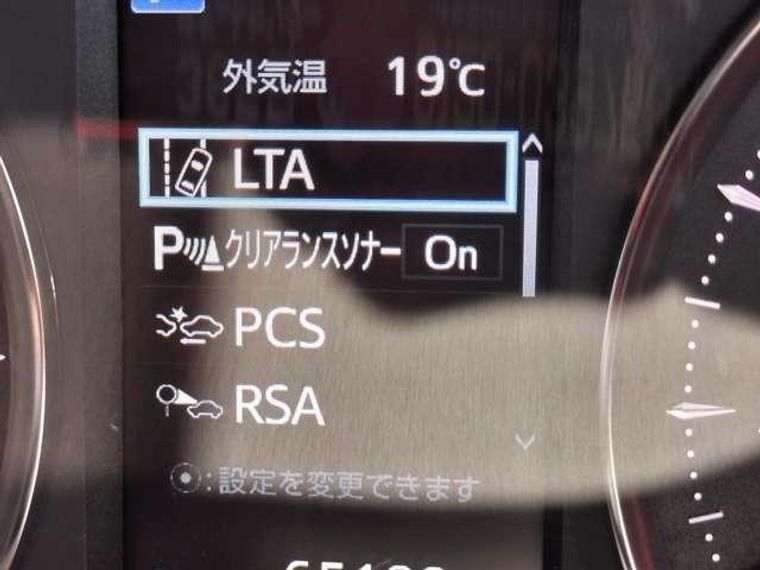 外気温 19℃
LTA
P クリアランスソナー On
PCS
RSA
:設定を変更できます